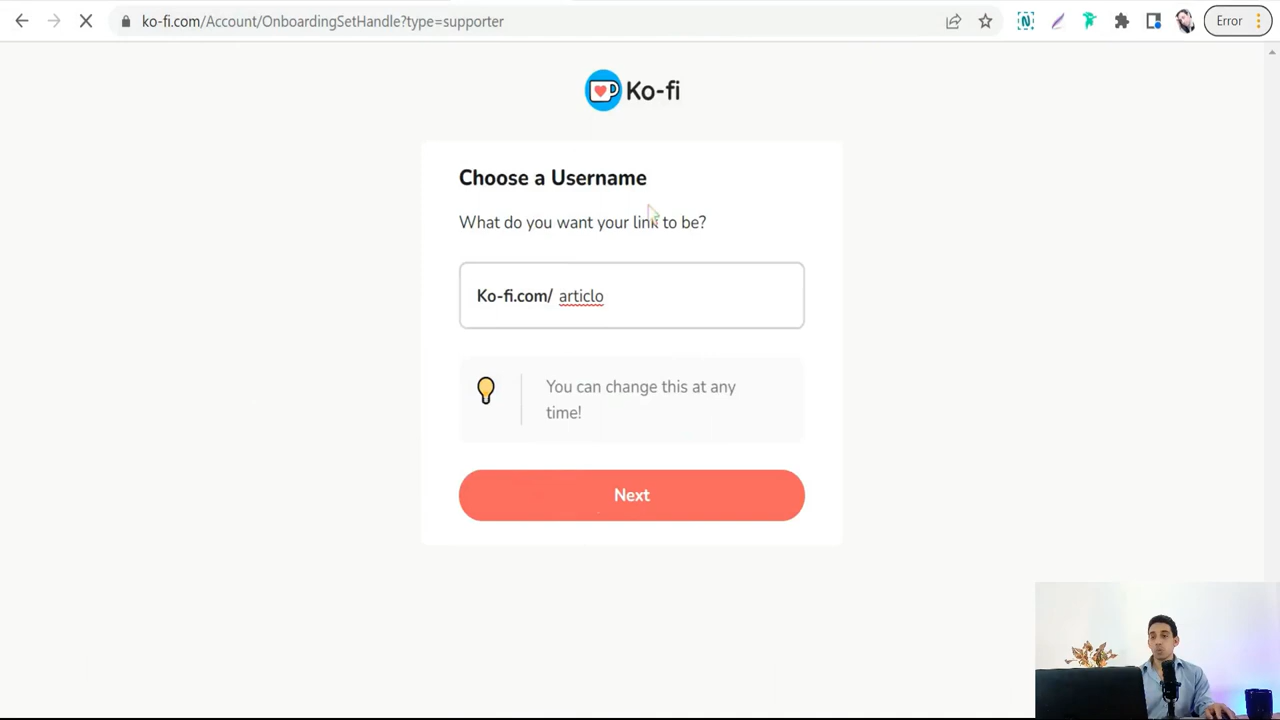 ko-fi.com/Account/OnboardingSetHandle?type=supporter
Error
Ko-fi
Choose a Username
What do you want your link to be?
Ko-fi.com/ articlo
You can change this at any
time!
Next